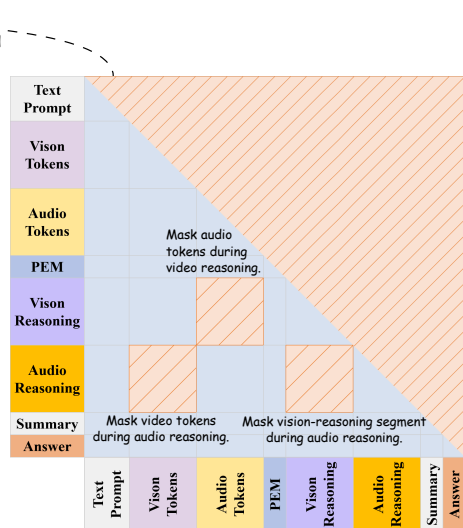 Text
Prompt
Vison
Tokens
Audio
Tokens
Mask audio
tokens during
video reasoning.
PEM
Vison
Reasoning
Audio
Reasoning
Summary
Mask video tokens
during audio reasoning.
Mask vision-reasoning segment
during audio reasoning.
Answer
Text
Prompt
Vison
Tokens
Audio
Tokens
PEM
Vison
Reasoning
Audio
Reasoning
Summary
Answer